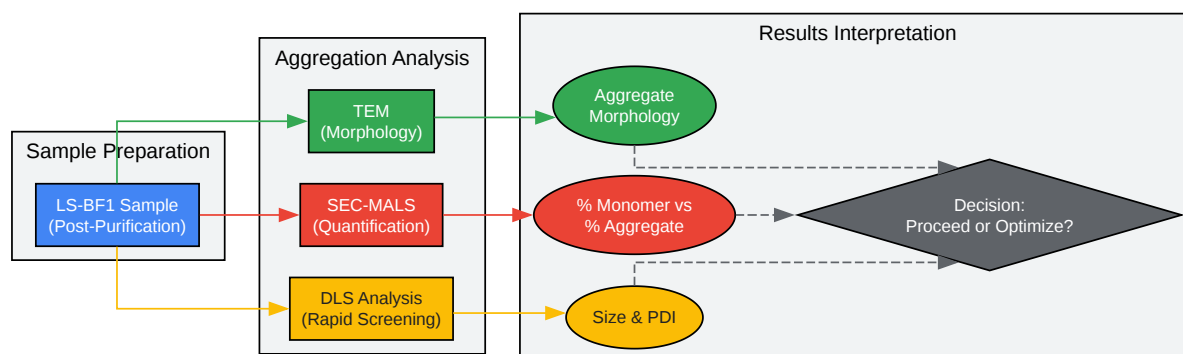 Sample Preparation
LS-BF1 Sample
(Post-Purification)
Aggregation Analysis
TEM
(Morphology)
SEC-MALS
(Quantification)
DLS Analysis
(Rapid Screening)
Results Interpretation
Aggregate
Morphology
% Monomer vs
% Aggregate
Size & PDI
Decision:
Proceed or Optimize?